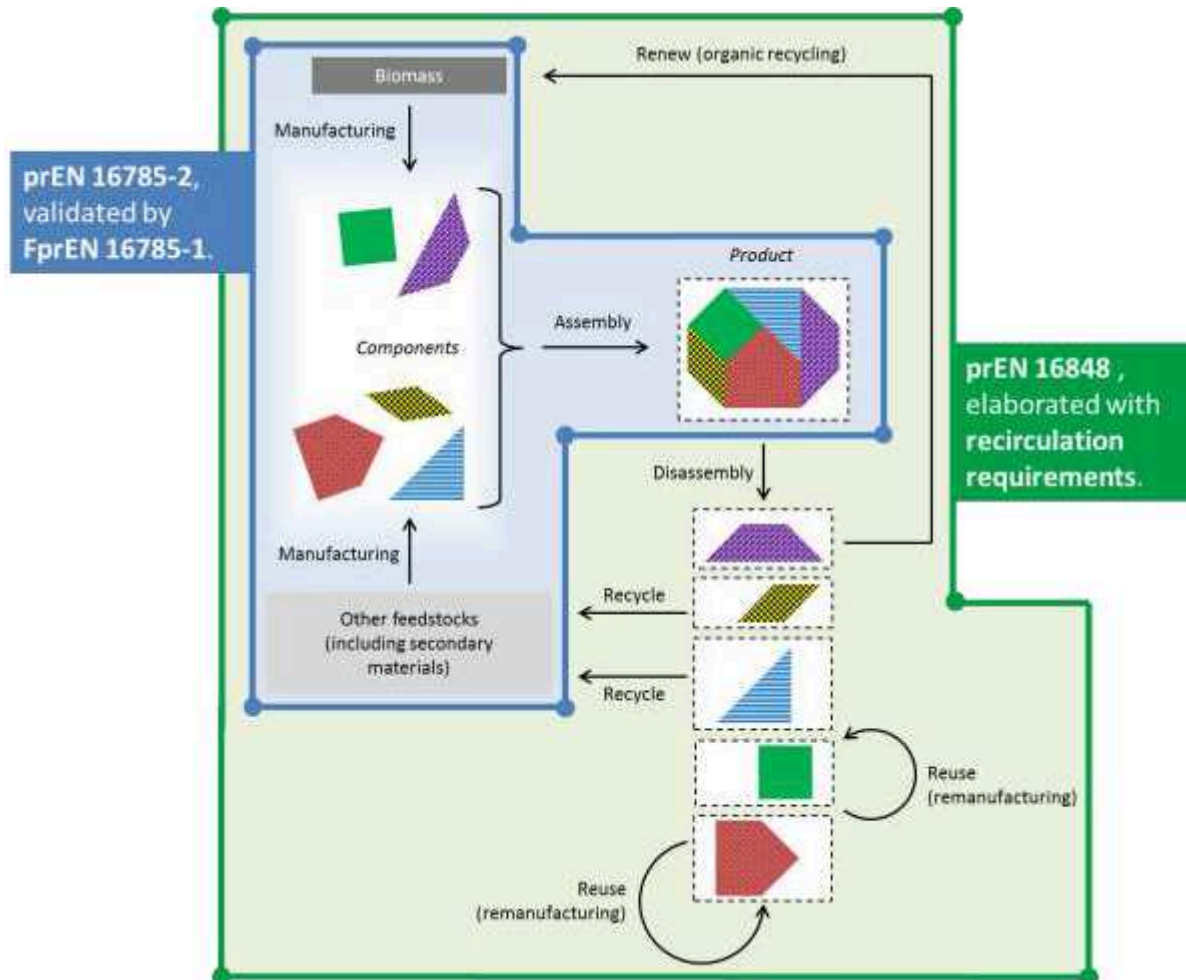 Renew (organic recycling)
Biomass
Manufacturing
prEN 16785-2,
validated by
FprEN 16785-1.
Product
Assembly
Components
prEN 16848 ,
elaborated with
recirculation
requirements.
Disassembly
Manufacturing
Recycle
Other feedstocks
(including secondary
materials)
Recycle
Reuse
(remanufacturing)
Reuse
(remanufacturing)